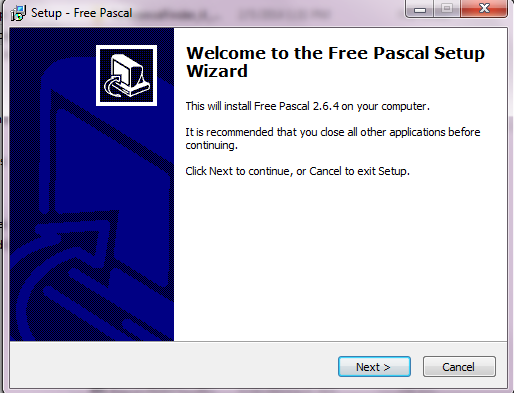 Setup - Free Pascal
Welcome to the Free Pascal Setup
Wizard
This will install Free Pascal 2.6.4 on your computer.
It is recommended that you close all other applications before
continuing.
Click Next to continue, or Cancel to exit Setup.
Next >
Cancel